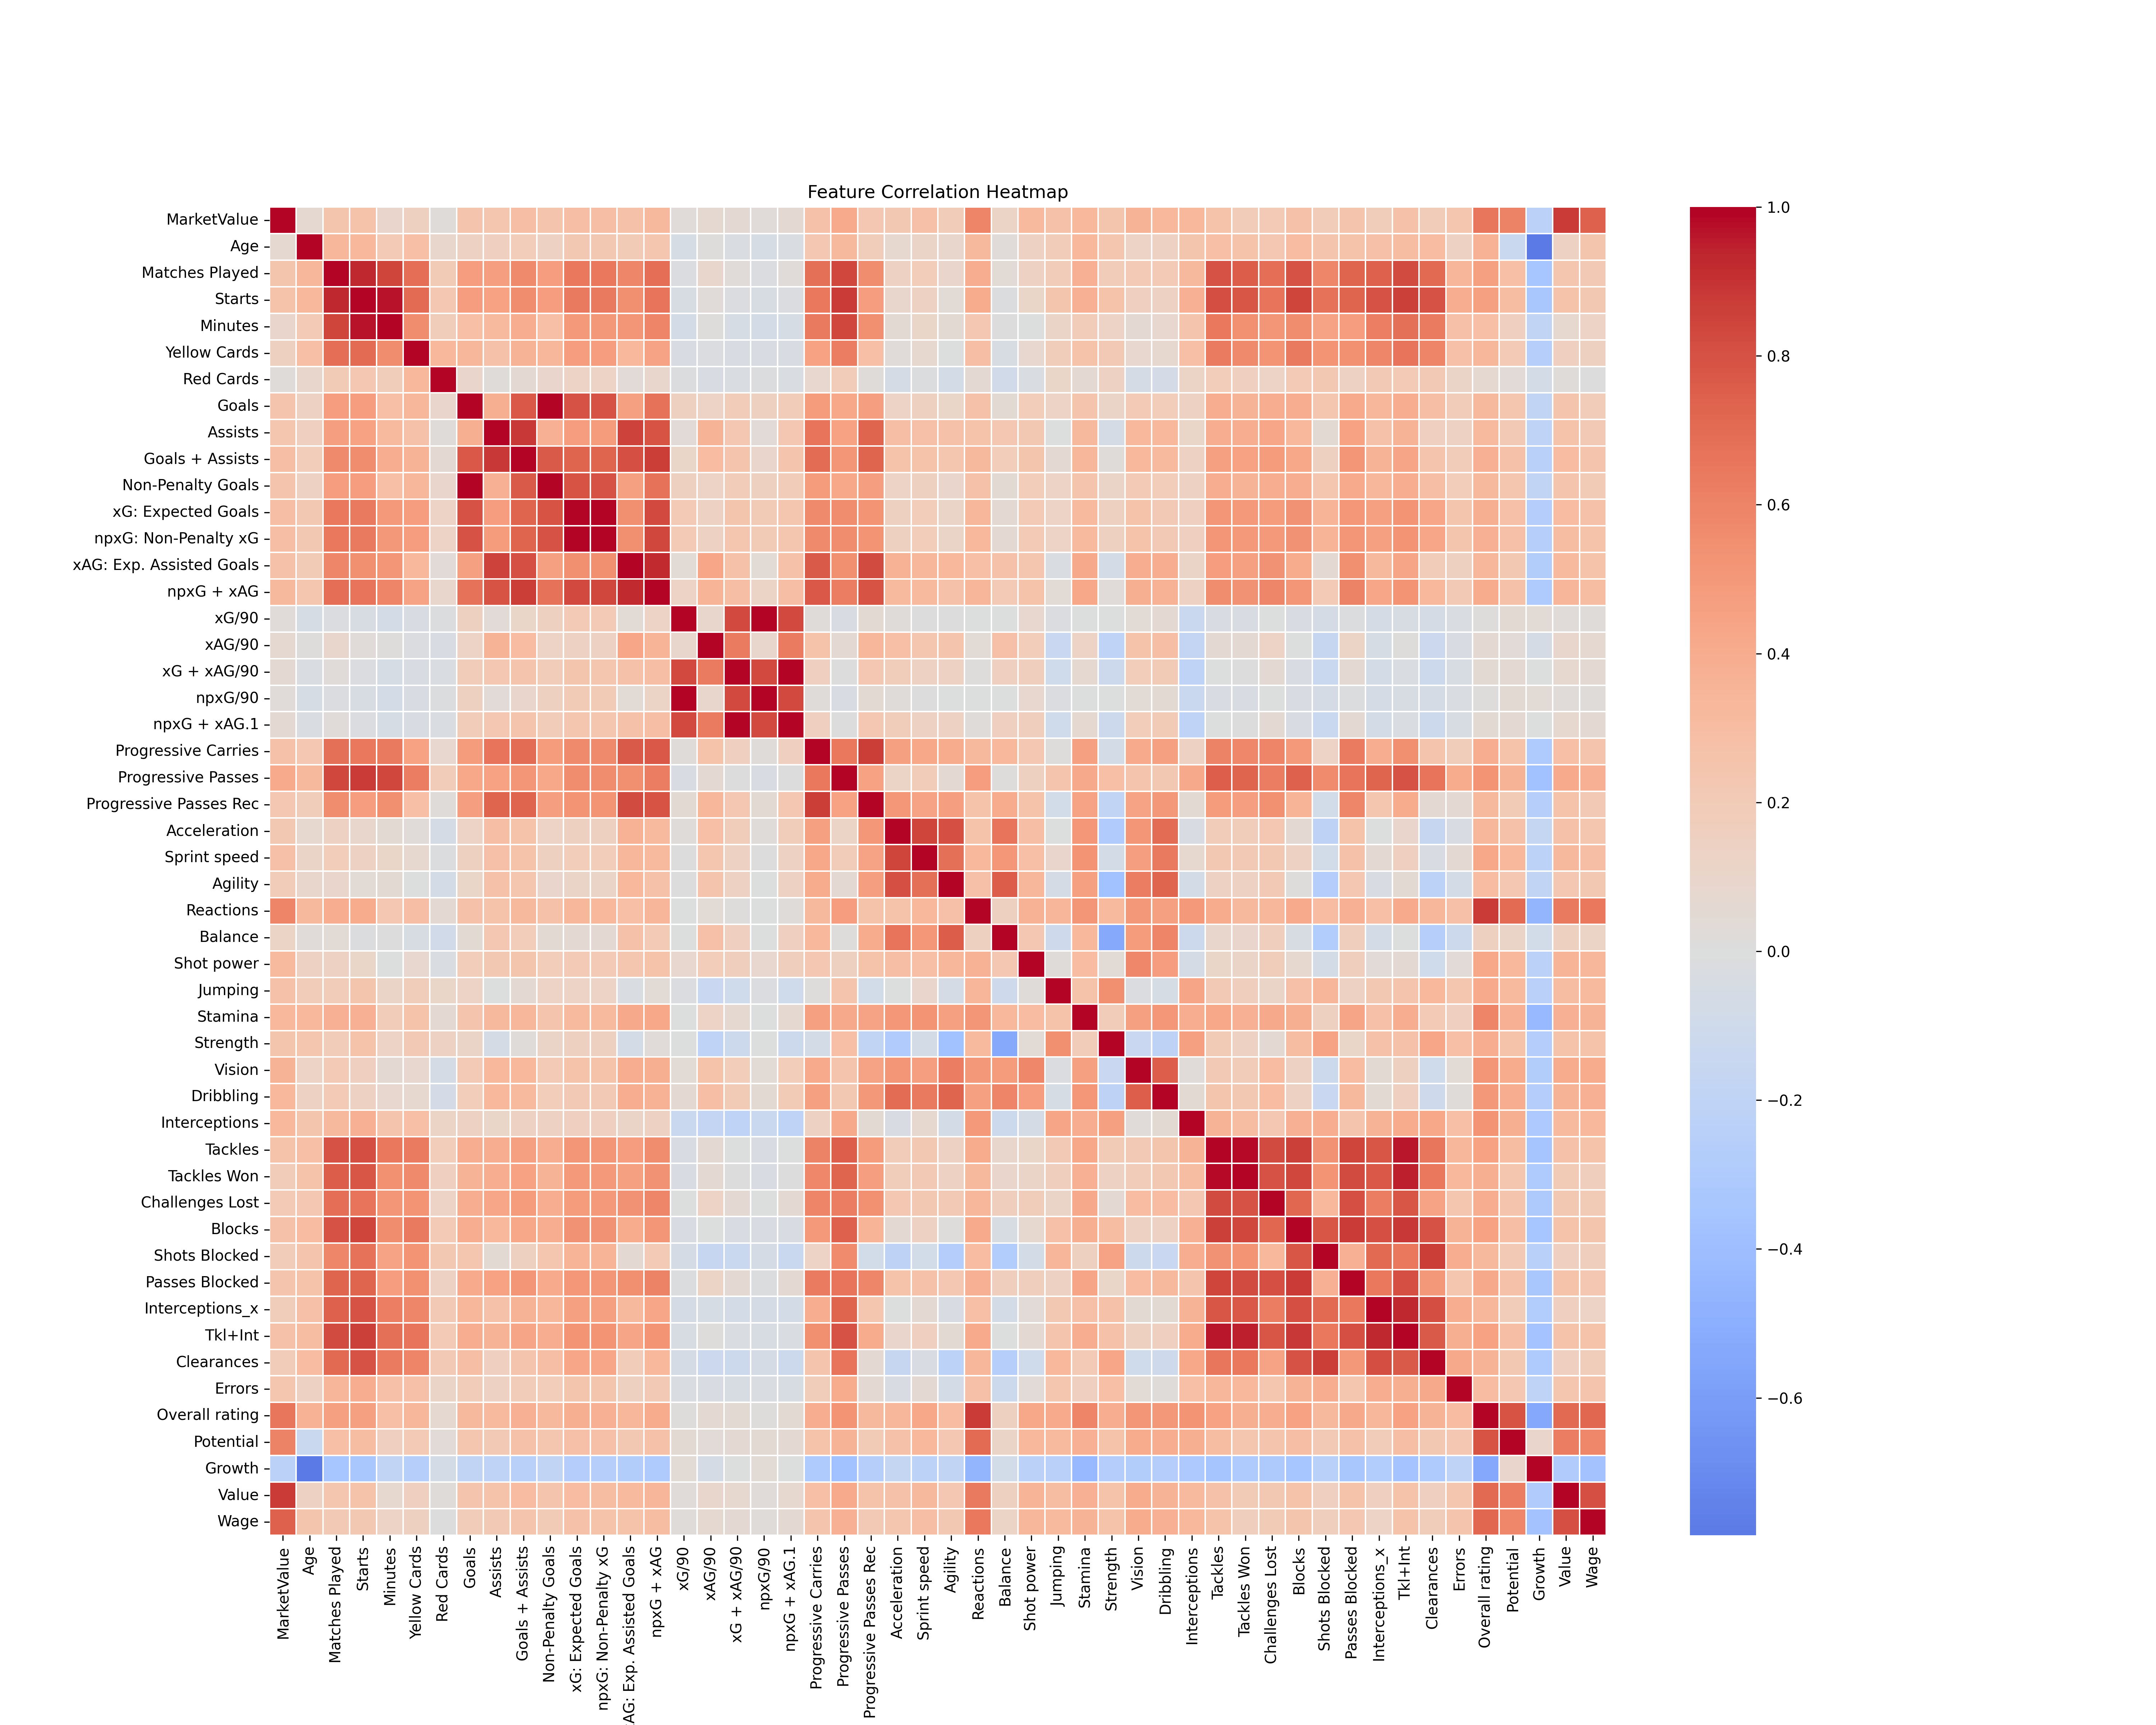 Feature Correlation Heatmap
MarketValue
Age
Matches Played
Starts
Minutes
Yellow Cards
Red Cards
Goals
Assists
Goals + Assists
Non-Penalty Goals
xG: Expected Goals
npxG: Non-Penalty xG
xAG: Exp. Assisted Goals
npxG + xAG
xG/90
xAG/90
xG + xAG/90
npxG/90
npxG + xAG.1
Progressive Carries
Progressive Passes
Progressive Passes Rec
Acceleration
Sprint speed
Agility
Reactions
Balance
Shot power
Jumping
Stamina
Strength
Vision
Dribbling
Interceptions
Tackles
Tackles Won
Challenges Lost
Blocks
Shots Blocked
Passes Blocked
Interceptions_x
Tkl+Int
Clearances
Errors
Overall rating
Potential
Growth
Value
Wage
MarketValue
Age
Matches Played
Starts
Minutes
Yellow Cards
Red Cards
Goals
Assists
Goals + Assists
Non-Penalty Goals
xG: Expected Goals
npxG: Non-Penalty xG
AG: Exp. Assisted Goals
npxG + xAG
xG/90
xAG/90
xG + xAG/90
npxG/90
npxG + xAG.1
Progressive Carries
Progressive Passes
Progressive Passes Rec
Acceleration
Sprint speed
Agility
Reactions
Balance
Shot power
Jumping
Stamina
Strength
Vision
Dribbling
Interceptions
Tackles
Tackles Won
Challenges Lost
Blocks
Shots Blocked
Passes Blocked
Interceptions_x
Tkl+Int
Clearances
Errors
Overall rating
Potential
Growth
Value
Wage
1.0
0.8
0.6
0.4
0.2
0.0
−0.2
−0.4
−0.6